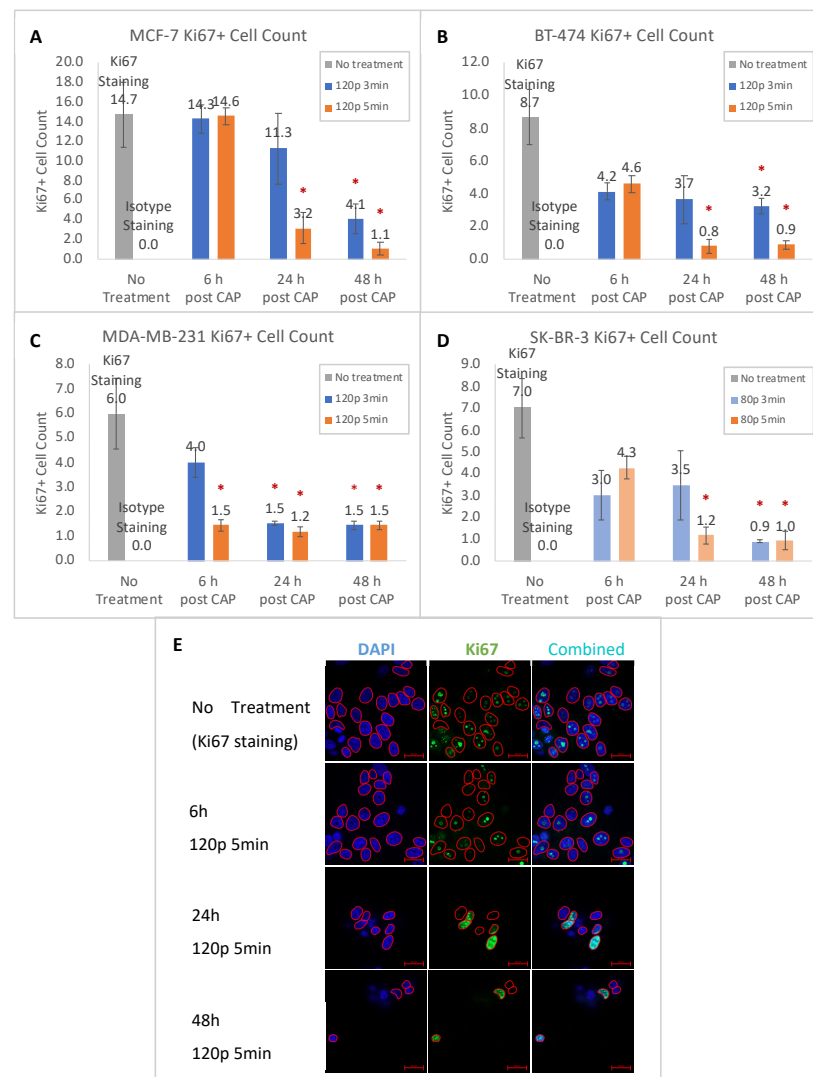 A
MCF-7 Ki67+ Cell Count
Ki67+ Cell Count
20.0
18.0
16.0
14.0
12.0
10.0
8.0
6.0
4.0
2.0
0.0
Ki67
Staining
14.7
Isotype
Staining
0.0
14.3
14.6
11.3
*
3.2
*
4.1
*
1.1
No treatment
120p 3min
120p 5min
No
Treatment
6 h
post CAP
24 h
post CAP
48 h
post CAP
B
BT-474 Ki67+ Cell Count
Ki67+ Cell Count
12.0
10.0
8.0
6.0
4.0
2.0
0.0
Ki67
Staining
8.7
Isotype
Staining
0.0
4.2
4.6
3.7
*
0.8
*
3.2
*
0.9
No treatment
120p 3min
120p 5min
No
Treatment
6 h
post CAP
24 h
post CAP
48 h
post CAP
C
MDA-MB-231 Ki67+ Cell Count
Ki67+ Cell Count
8.0
7.0
6.0
5.0
4.0
3.0
2.0
1.0
0.0
Ki67
Staining
6.0
Isotype
Staining
0.0
4.0
*
1.5
*
1.5
*
1.2
*
1.5
*
1.5
No treatment
120p 3min
120p 5min
No
Treatment
6 h
post CAP
24 h
post CAP
48 h
post CAP
D
SK-BR-3 Ki67+ Cell Count
Ki67+ Cell Count
9.0
8.0
7.0
6.0
5.0
4.0
3.0
2.0
1.0
0.0
Ki67
Staining
7.0
Isotype
Staining
0.0
3.0
4.3
3.5
*
1.2
*
0.9
*
1.0
No treatment
80p 3min
80p 5min
No
Treatment
6 h
post CAP
24 h
post CAP
48 h
post CAP
E
DAPI Ki67 Combined
No Treatment
(Ki67 staining)
6h
120p 5min
24h
120p 5min
48h
120p 5min